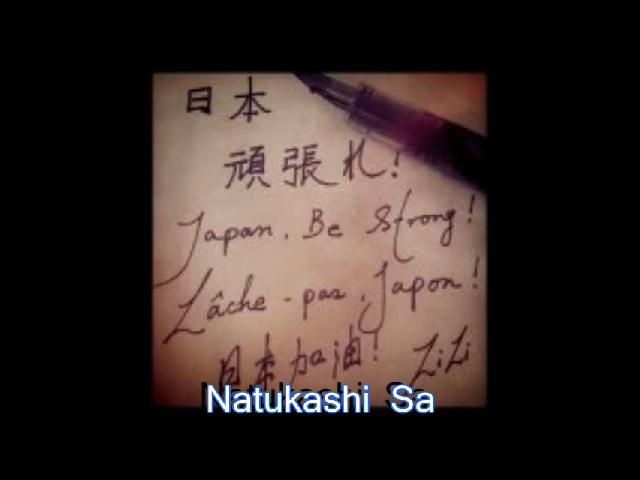 日本
頑張れ!
Japan, Be Strong!
Lâche-pas, Japon!
日本加油! LiLi
Natukashi Sa